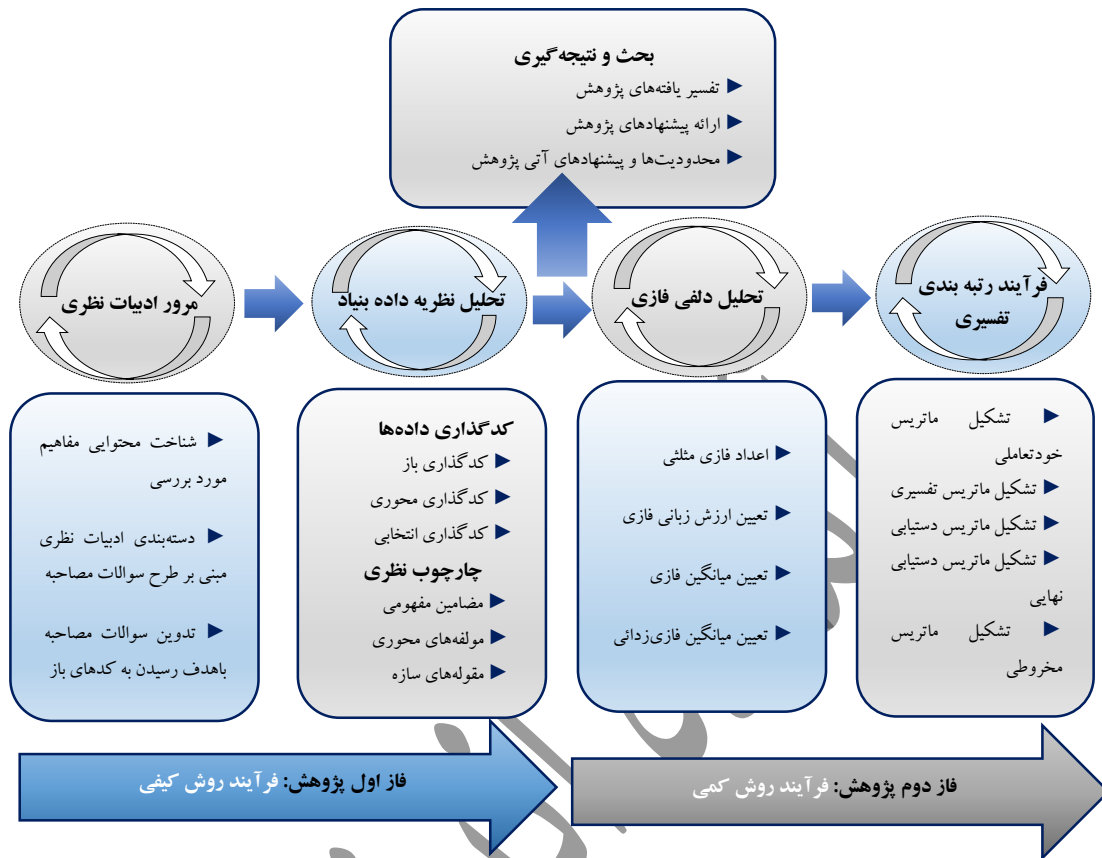 بحث و نتیجه‌گیری
◄ تفسیر یافته‌های پژوهش
◄ ارائه پیشنهادهای پژوهش
◄ محدودیت‌ها و پیشنهادهای آتی پژوهش
مرور ادبیات نظری
تحلیل نظریه داده بنیاد
تحلیل دلفی فازی
فرآیند رتبه بندی
تفسیری
◄ شناخت محتوایی مفاهیم
مورد بررسی
◄ دسته‌بندی ادبیات نظری
مبنی بر طرح سوالات مصاحبه
◄ تدوین سوالات مصاحبه
باهدف رسیدن به کدهای باز
کدگذاری داده‌ها
◄ کدگذاری باز
◄ کدگذاری محوری
◄ کدگذاری انتخابی
چارچوب نظری
◄ مضامین مفهومی
◄ مولفه‌های محوری
◄ مقوله‌های سازه
◄ اعداد فازی مثلثی
◄ تعیین ارزش زبانی فازی
◄ تعیین میانگین فازی
◄ تعیین میانگین فازی‌زدائی
◄ تشکیل ماتریس
خودتعاملی
◄ تشکیل ماتریس تفسیری
◄ تشکیل ماتریس دستیابی
◄ تشکیل ماتریس دستیابی
نهایی
◄ تشکیل ماتریس
مخروطی
فاز اول پژوهش: فرآیند روش کیفی
فاز دوم پژوهش: فرآیند روش کمی